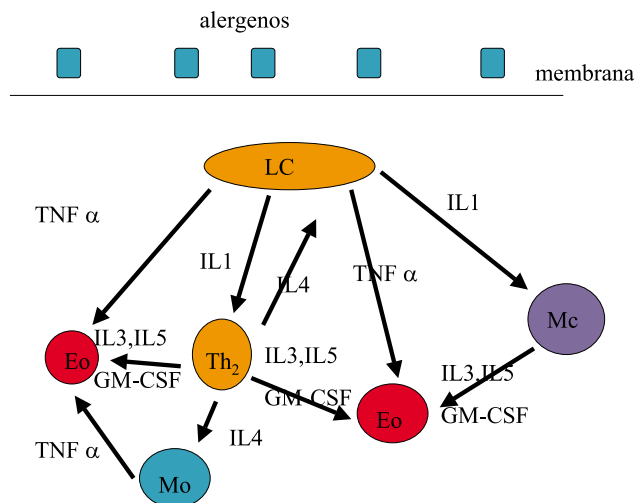 alergenos
membrana
LC
TNF α
IL1
IL1
IL4
TNF α
Mc
IL3,IL5
Eo
GM-CSF
Th2
IL3,IL5
GM-CSF
IL3,IL5
GM-CSF
Eo
TNF α
IL4
Mo